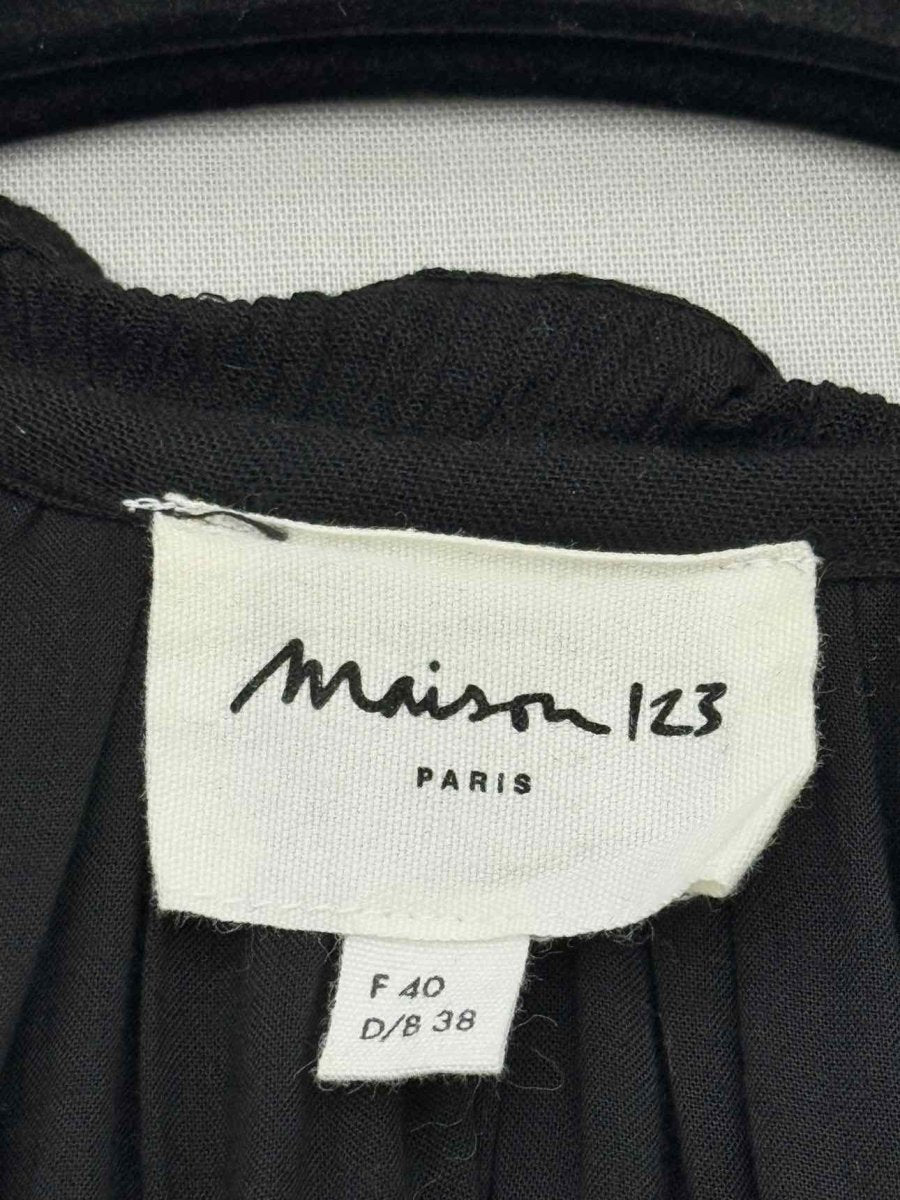 Maison 123
PARIS
F 40
D/B 38